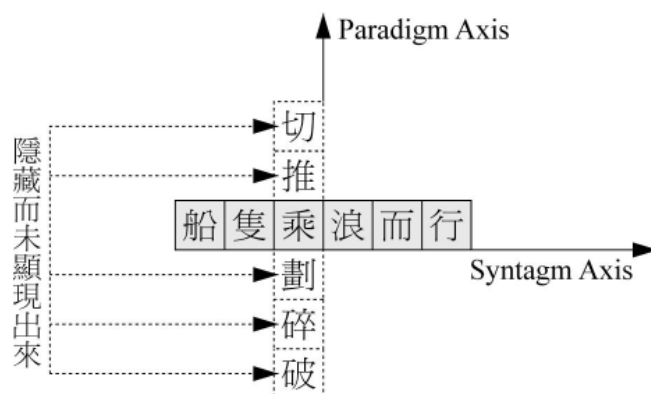 Paradigm Axis
切
推
船隻乘浪而行
Syntagm Axis
劃
碎
破
隱藏而未顯現出來